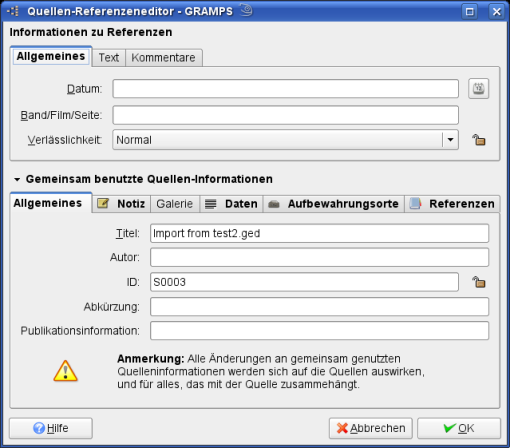 Quellen-Referenzeneditor - GRAMPS
Informationen zu Referenzen
Allgemeines Text Kommentare
Datum:
Band/Film/Seite:
Verlässlichkeit: Normal
Gemeinsam benutzte Quellen-Informationen
Allgemeines Notiz Galerie Daten Aufbewahrungsorte Referenzen
Titel: Import from test2.ged
Autor:
ID: S0003
Abkürzung:
Publikationsinformation:
Anmerkung: Alle Änderungen an gemeinsam genutzten
Quelleninformationen werden sich auf die Quellen auswirken,
und für alles, das mit der Quelle zusammehängt.
Hilfe Abbrechen OK